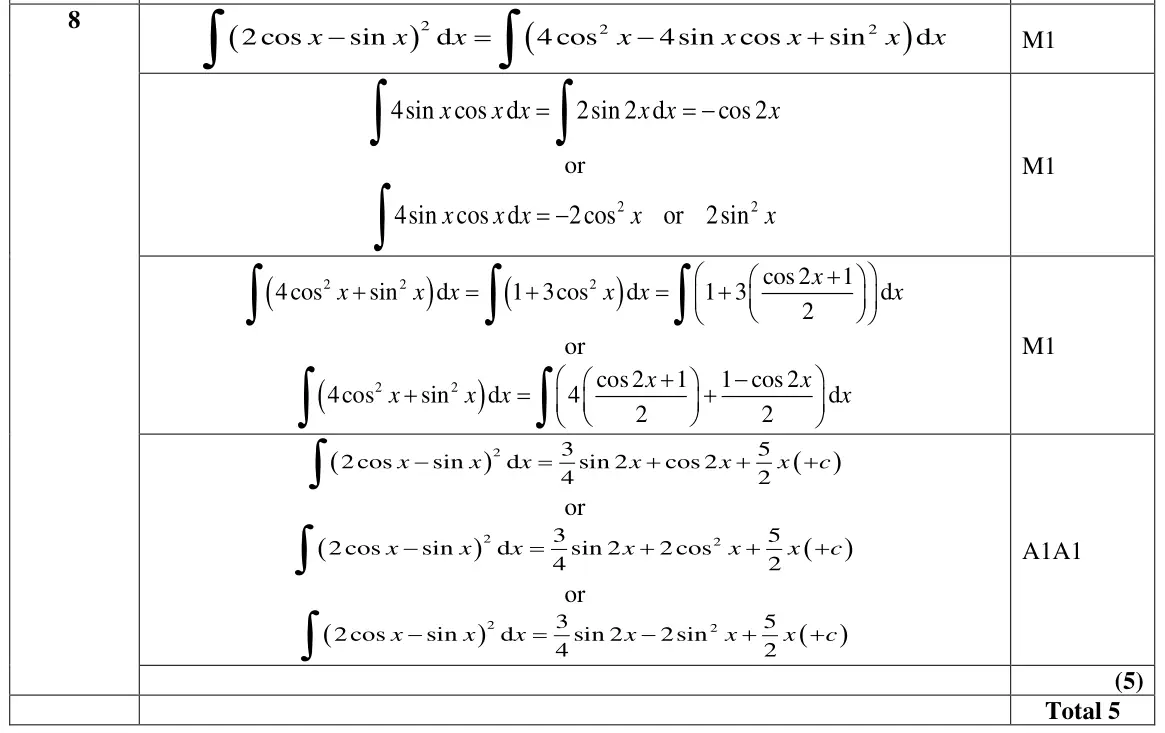 8
∫(2cos x − sin x)² dx = ∫(4cos² x − 4sin x cos x + sin² x)dx
M1
∫4sin x cos x dx = ∫2sin 2x dx = −cos 2x
or
M1
∫4sin x cos x dx = −2cos² x or 2sin² x
∫(4cos² x + sin² x)dx = ∫(1 + 3cos² x)dx = ∫(1 + 3((cos 2x + 1)/2))dx
or
M1
∫(4cos² x + sin² x)dx = ∫(4((cos 2x + 1)/2) + (1 − cos 2x)/2)dx
∫(2cos x − sin x)² dx = 3/4 sin 2x + cos 2x + 5/2 x(+c)
or
∫(2cos x − sin x)² dx = 3/4 sin 2x + 2cos² x + 5/2 x(+c)
A1A1
or
∫(2cos x − sin x)² dx = 3/4 sin 2x − 2sin² x + 5/2 x(+c)
(5)
Total 5